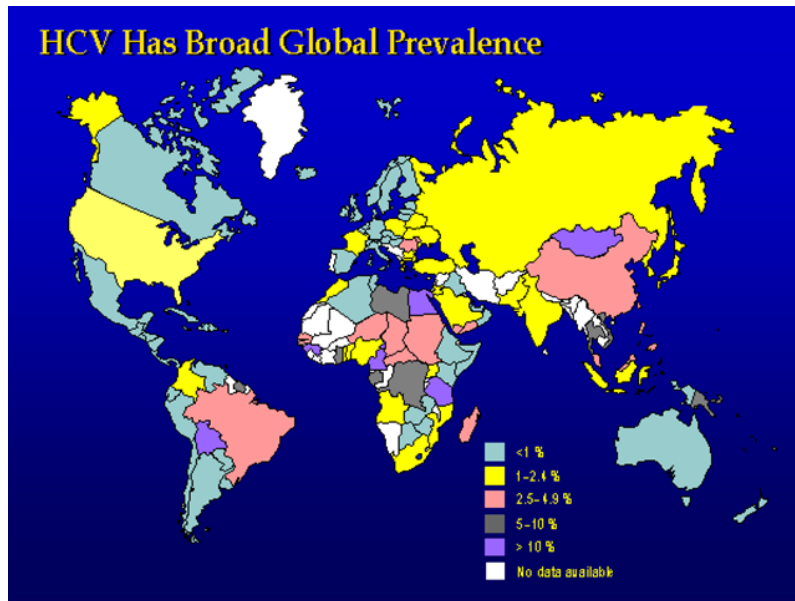 HCV Has Broad Global Prevalence
<1 %
1-2.4 %
2.5-4.9 %
5-10 %
> 10 %
No data available